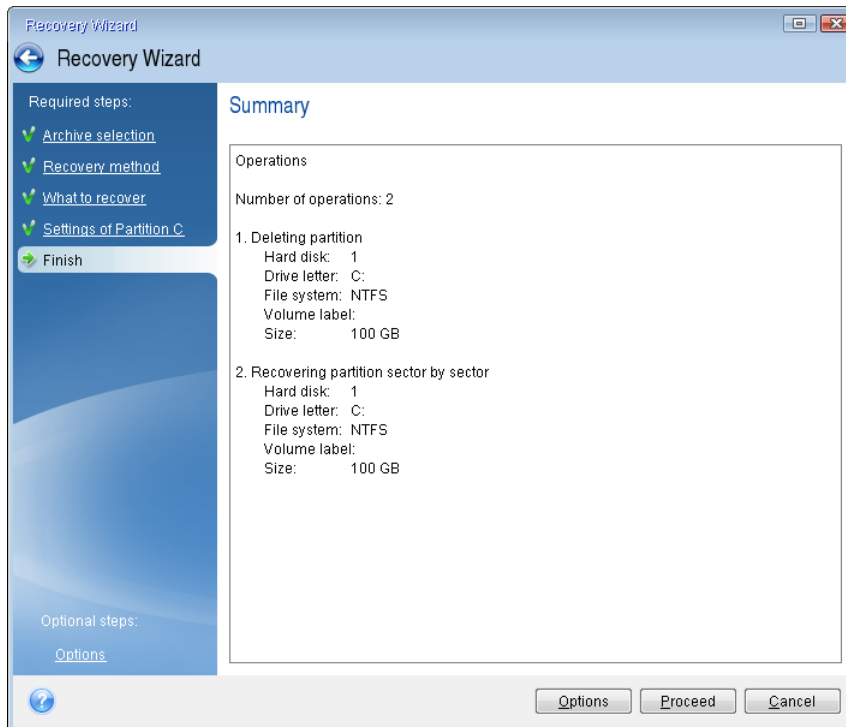 Recovery Wizard
Recovery Wizard
Required steps:
Archive selection
Recovery method
What to recover
Settings of Partition C
Finish
Optional steps:
Options
Summary
Operations
Number of operations: 2
1. Deleting partition
Hard disk: 1
Drive letter: C:
File system: NTFS
Volume label:
Size: 100 GB
2. Recovering partition sector by sector
Hard disk: 1
Drive letter: C:
File system: NTFS
Volume label:
Size: 100 GB
? Options Proceed Cancel